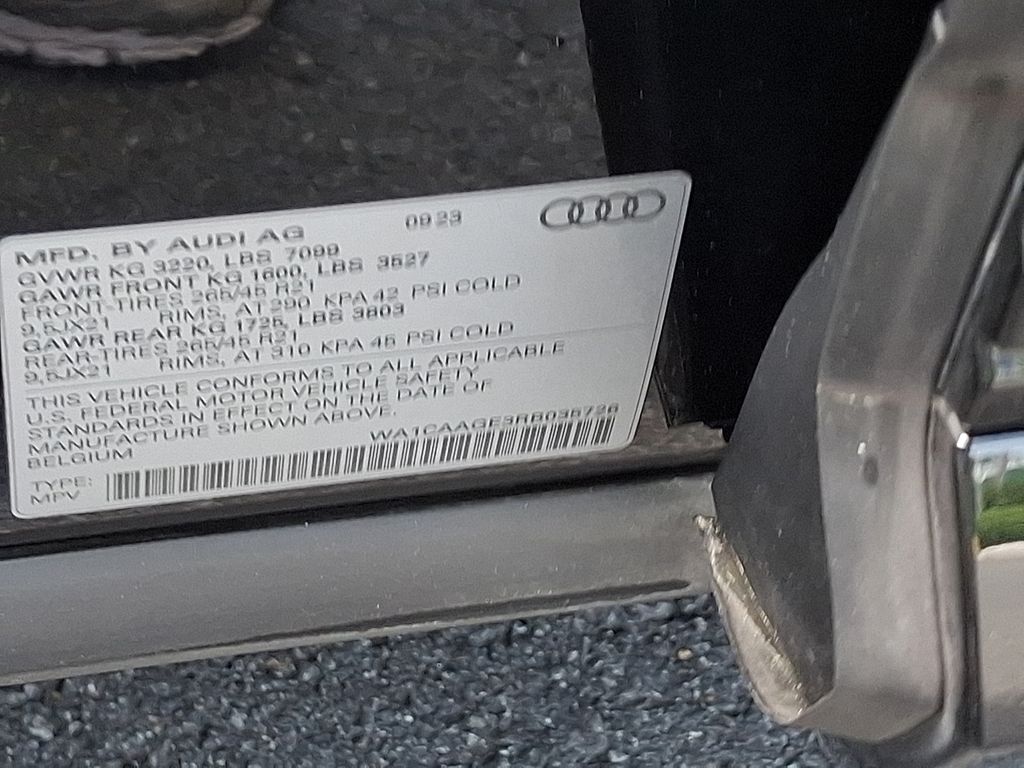 MFD. BY AUDI AG 09 23
GVWR KG 3220, LBS 7099
GAWR FRONT KG 1600, LBS 3527
FRONT-TIRES 265/45 R21
9,5JX21 RIMS, AT 290 KPA 42 PSI COLD
GAWR REAR KG 1725, LBS 3803
REAR-TIRES 265/45 R21
9,5JX21 RIMS, AT 310 KPA 45 PSI COLD
THIS VEHICLE CONFORMS TO ALL APPLICABLE
U.S. FEDERAL MOTOR VEHICLE SAFETY
STANDARDS IN EFFECT ON THE DATE OF
MANUFACTURE SHOWN ABOVE.
BELGIUM
TYPE:
MPV